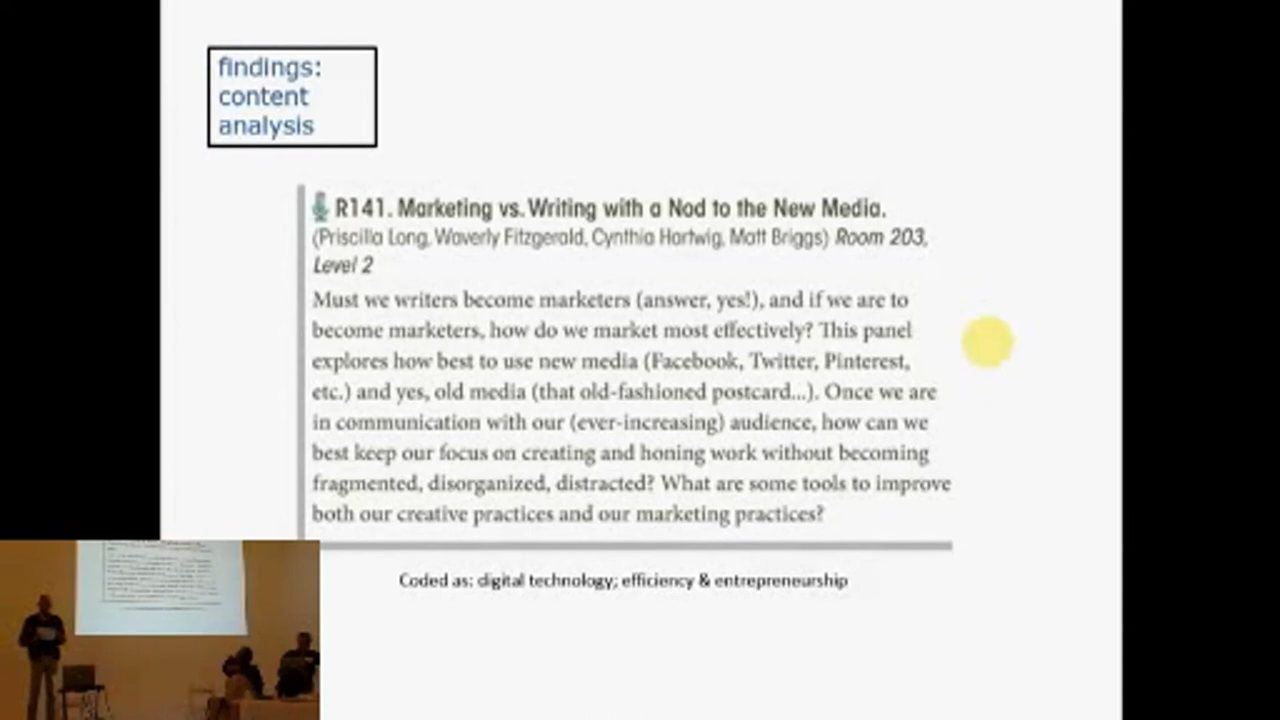 findings:
content
analysis
R141. Marketing vs. Writing with a Nod to the New Media.
(Priscilla Long, Waverly Fitzgerald, Cynthia Hartwig, Matt Briggs) Room 203,
Level 2
Must we writers become marketers (answer, yes!), and if we are to
become marketers, how do we market most effectively? This panel
explores how best to use new media (Facebook, Twitter, Pinterest,
etc.) and yes, old media (that old-fashioned postcard...). Once we are
in communication with our (ever-increasing) audience, how can we
best keep our focus on creating and honing work without becoming
fragmented, disorganized, distracted? What are some tools to improve
both our creative practices and our marketing practices?
Coded as: digital technology; efficiency & entrepreneurship